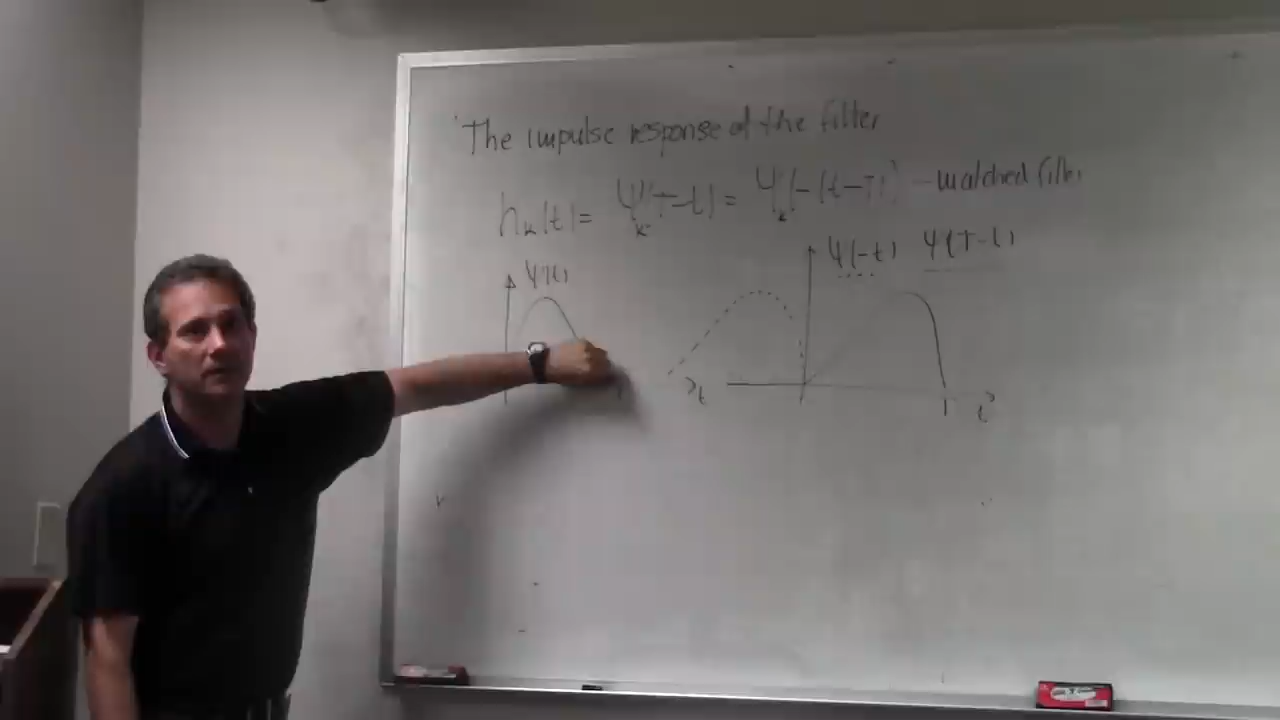 The impulse response of the filter
hₖ(t) = Ψₖ(T-t) = Ψₖ(-(t-T)) - matched filter
Ψ(t)
Ψ(-t) Ψ(T-t)
t
T t